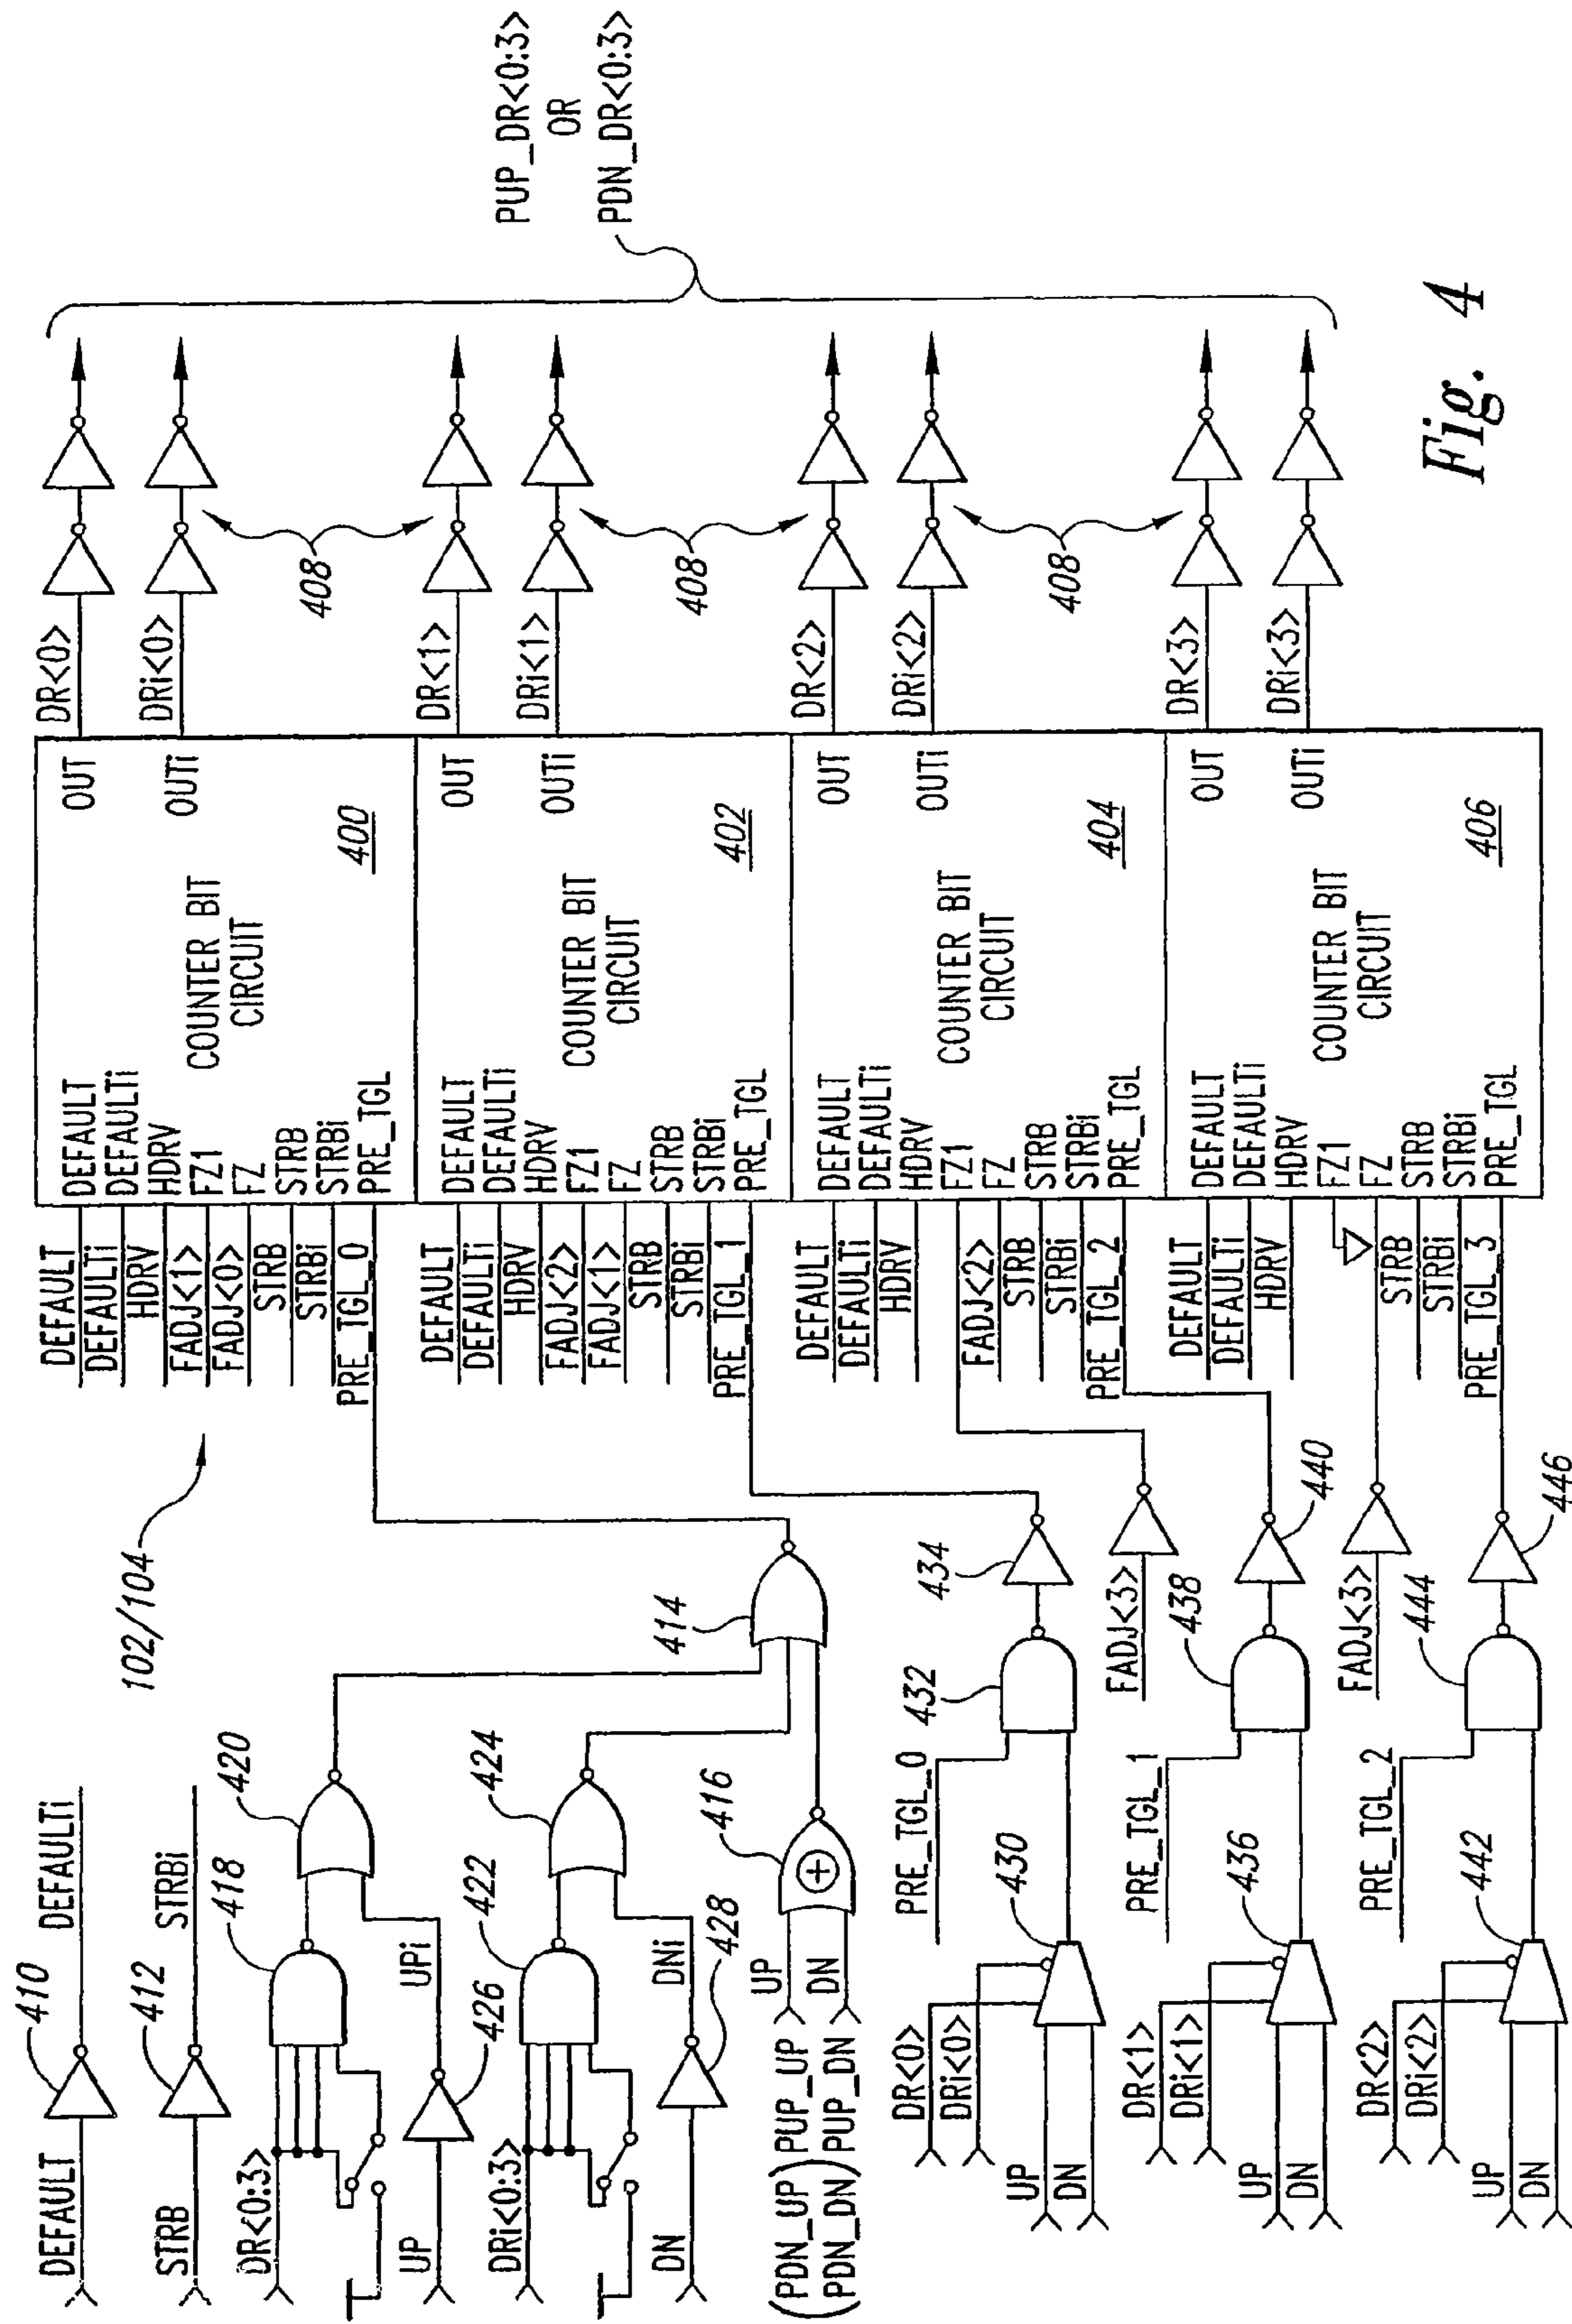 102/104
DEFAULT
410
DEFAULTi
STRB
412
STRBi
DR<0:3>
418
420
UP
426
UPi
DRi<0:3>
422
424
DN
428
DNi
414
(PDN_UP) PUP_UP
(PDN_DN) PUP_DN
UP
DN
416
DR<0>
DRi<0>
UP
DN
430
PRE_TGL_0
432
434
FADJ<3>
DR<1>
DRi<1>
UP
DN
436
PRE_TGL_1
438
440
FADJ<3>
DR<2>
DRi<2>
UP
DN
442
PRE_TGL_2
444
446
DEFAULT
DEFAULTi
HDRV
FADJ<1>
FADJ<0>
STRB
STRBi
PRE_TGL_0
DEFAULT
DEFAULTi
HDRV
FZ1
FZ
STRB
STRBi
PRE_TGL
COUNTER BIT
CIRCUIT
400
OUT
OUTi
DR<0>
DRi<0>
408
DEFAULT
DEFAULTi
HDRV
FADJ<2>
FADJ<1>
STRB
STRBi
PRE_TGL_1
DEFAULT
DEFAULTi
HDRV
FZ1
FZ
STRB
STRBi
PRE_TGL
COUNTER BIT
CIRCUIT
402
OUT
OUTi
DR<1>
DRi<1>
408
DEFAULT
DEFAULTi
HDRV
FADJ<2>
STRB
STRBi
PRE_TGL_2
DEFAULT
DEFAULTi
HDRV
FZ1
FZ
STRB
STRBi
PRE_TGL
COUNTER BIT
CIRCUIT
404
OUT
OUTi
DR<2>
DRi<2>
408
DEFAULT
DEFAULTi
HDRV
STRB
STRBi
PRE_TGL_3
DEFAULT
DEFAULTi
HDRV
FZ1
FZ
STRB
STRBi
PRE_TGL
COUNTER BIT
CIRCUIT
406
OUT
OUTi
DR<3>
DRi<3>
PUP_DR<0:3>
OR
PDN_DR<0:3>
Fig. 4